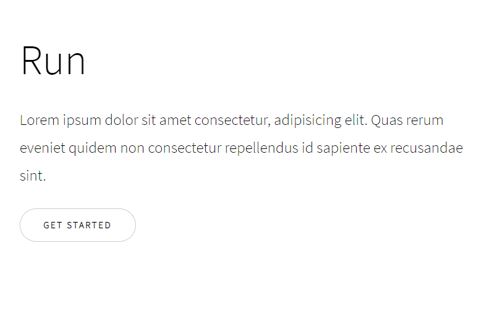 Run
Lorem ipsum dolor sit amet consectetur, adipisicing elit. Quas rerum
eveniet quidem non consectetur repellendus id sapiente ex recusandae
sint.
GET STARTED